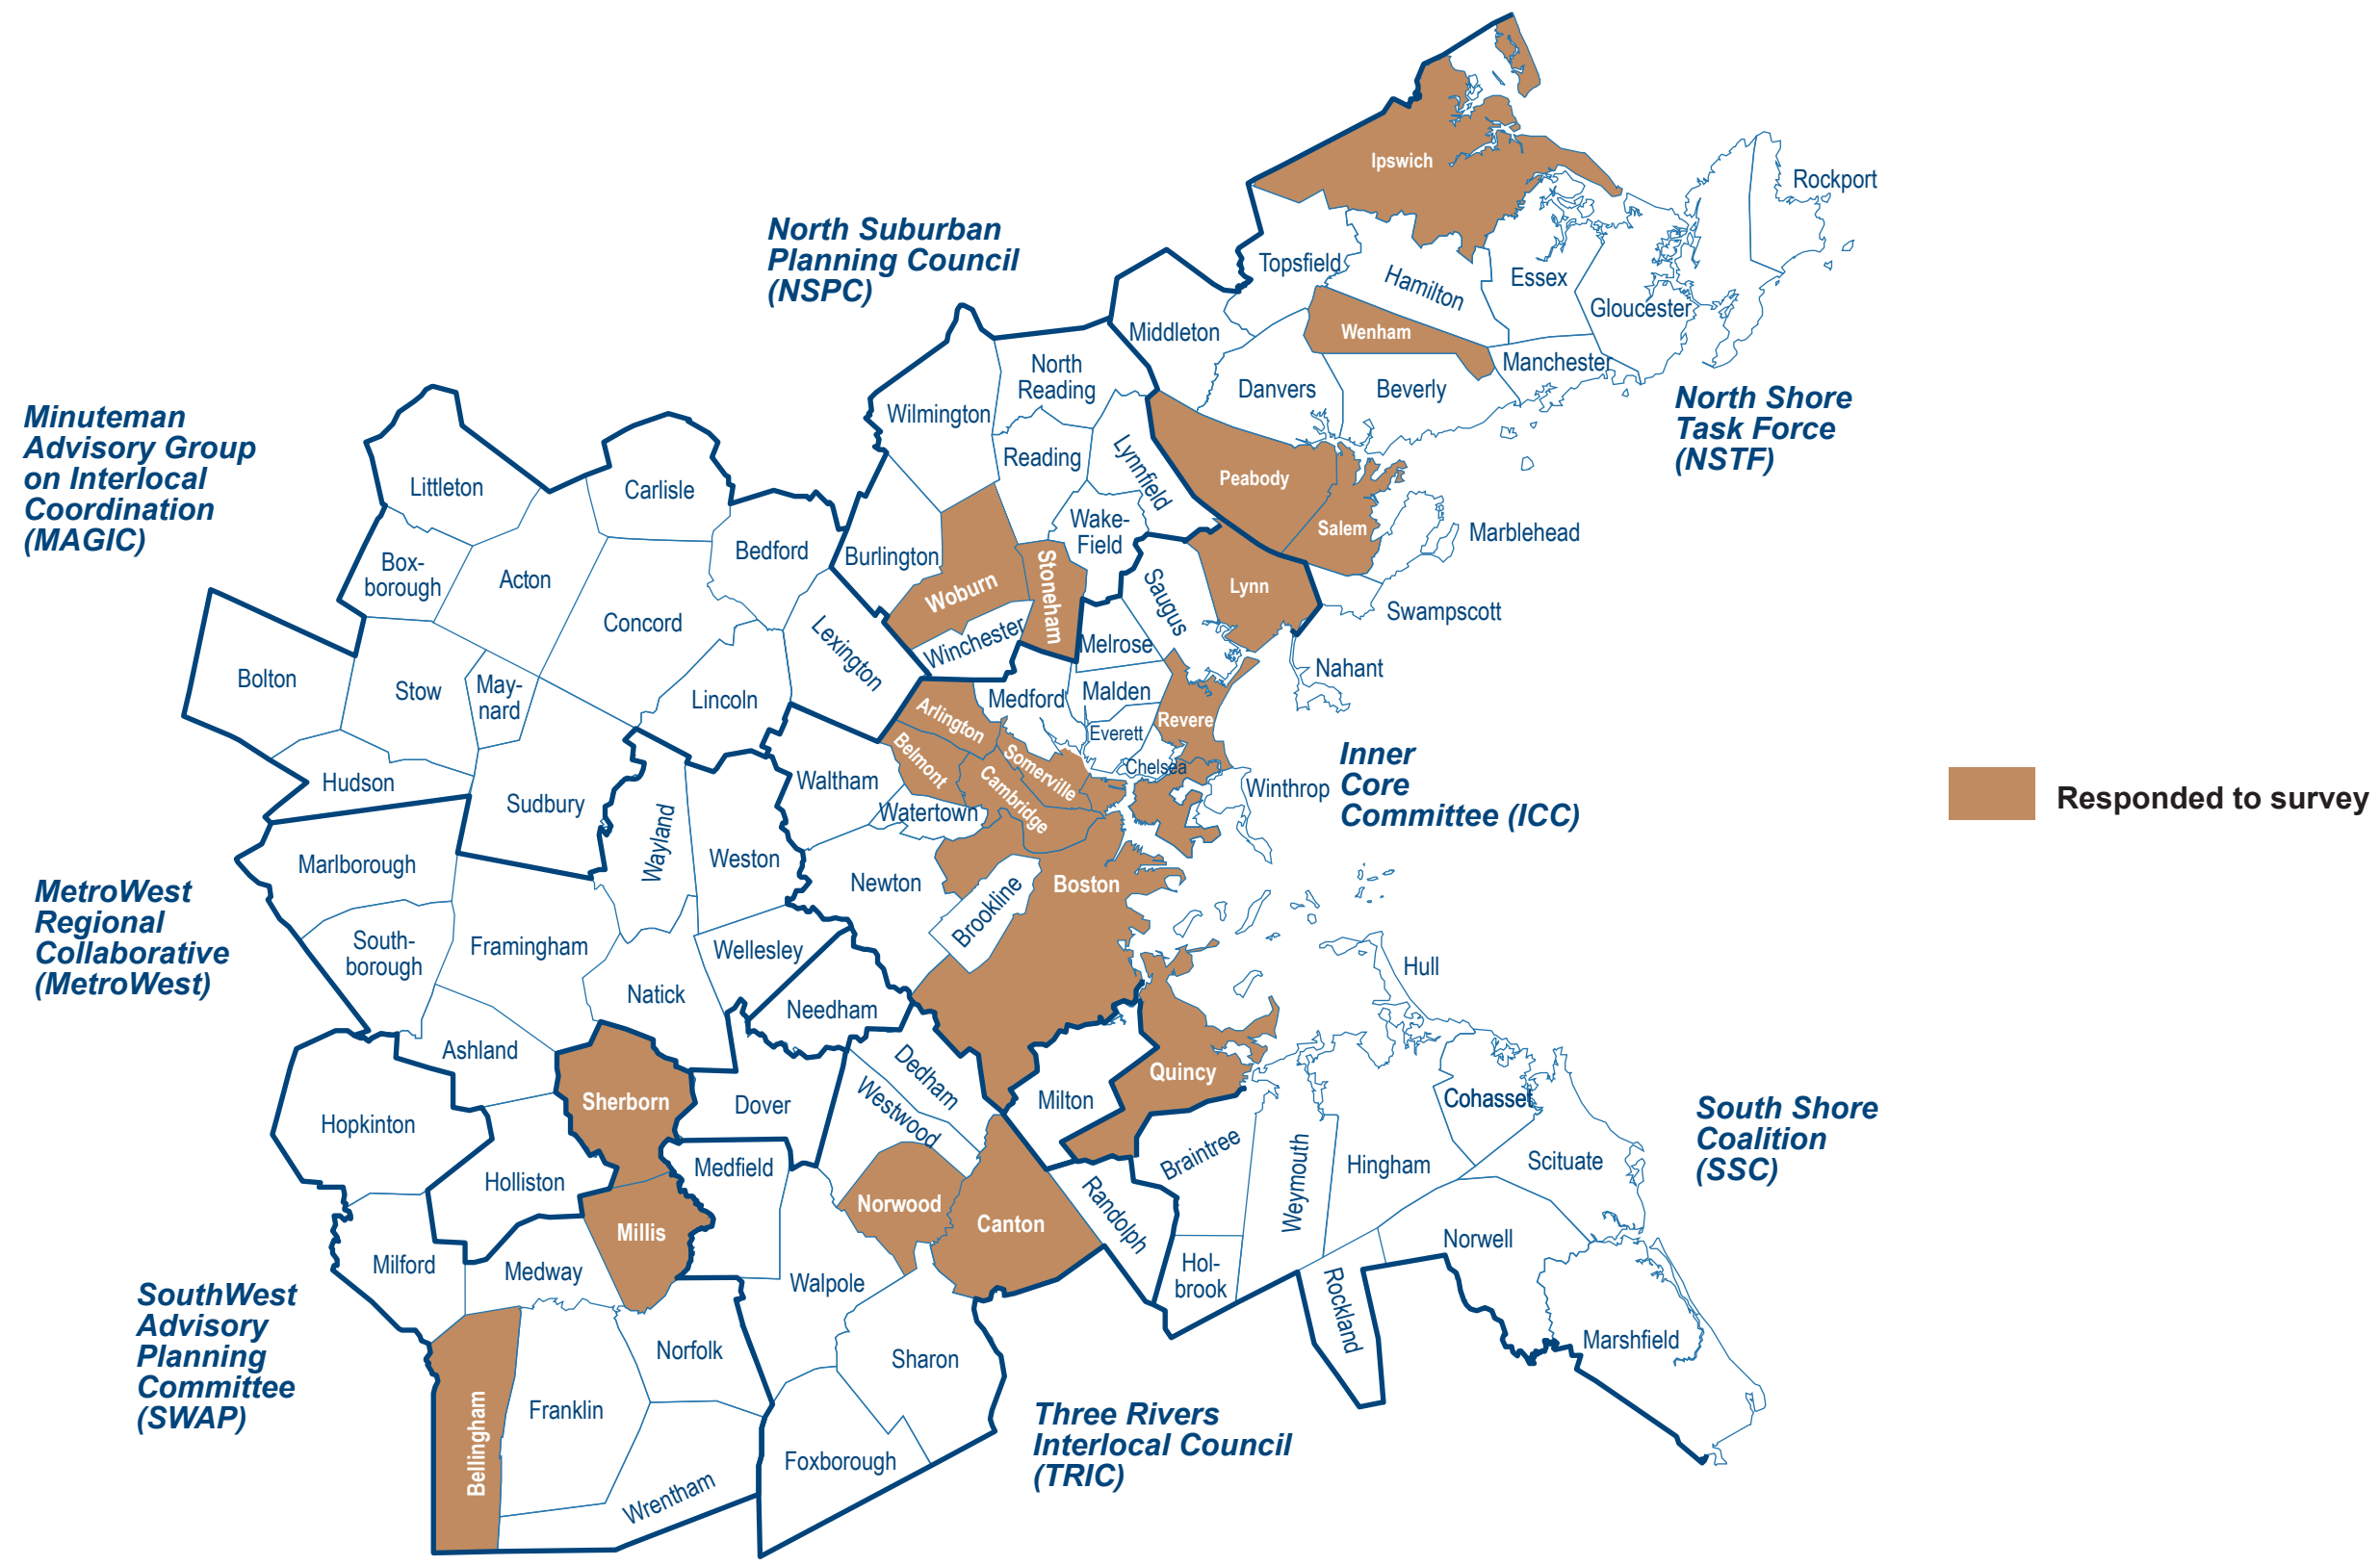 Ipswich
Rockport
North Suburban
Planning Council
(NSPC)
Topsfield
Hamilton
Essex
Gloucester
Middleton
Wenham
Manchester
North
Reading
Danvers
Beverly
North Shore
Task Force
(NSTF)
Minuteman
Advisory Group
on Interlocal
Coordination
(MAGIC)
Wilmington
Reading
Lynnfield
Peabody
Littleton
Carlisle
Wake-
Field
Salem
Marblehead
Box-
borough
Acton
Bedford
Burlington
Woburn
Stoneham
Saugus
Lynn
Swampscott
Concord
Lexington
Winchester
Melrose
Nahant
Bolton
Stow
May-
nard
Lincoln
Medford
Malden
Arlington
Everett
Revere
Belmont
Somerville
Chelsea
Winthrop
Inner
Core
Committee (ICC)
Hudson
Sudbury
Waltham
Watertown
Cambridge
Responded to survey
Marlborough
Wayland
Weston
Newton
Brookline
Boston
MetroWest
Regional
Collaborative
(MetroWest)
South-
borough
Framingham
Wellesley
Natick
Needham
Hull
Ashland
Dedham
Quincy
Sherborn
Dover
Westwood
Milton
Cohasset
Hopkinton
South Shore
Coalition
(SSC)
Holliston
Medfield
Braintree
Weymouth
Hingham
Scituate
Norwood
Canton
Randolph
Millis
Norwell
Milford
Medway
Walpole
Hol-
brook
Rockland
SouthWest
Advisory
Planning
Committee
(SWAP)
Norfolk
Sharon
Marshfield
Bellingham
Franklin
Three Rivers
Interlocal Council
(TRIC)
Foxborough
Wrentham